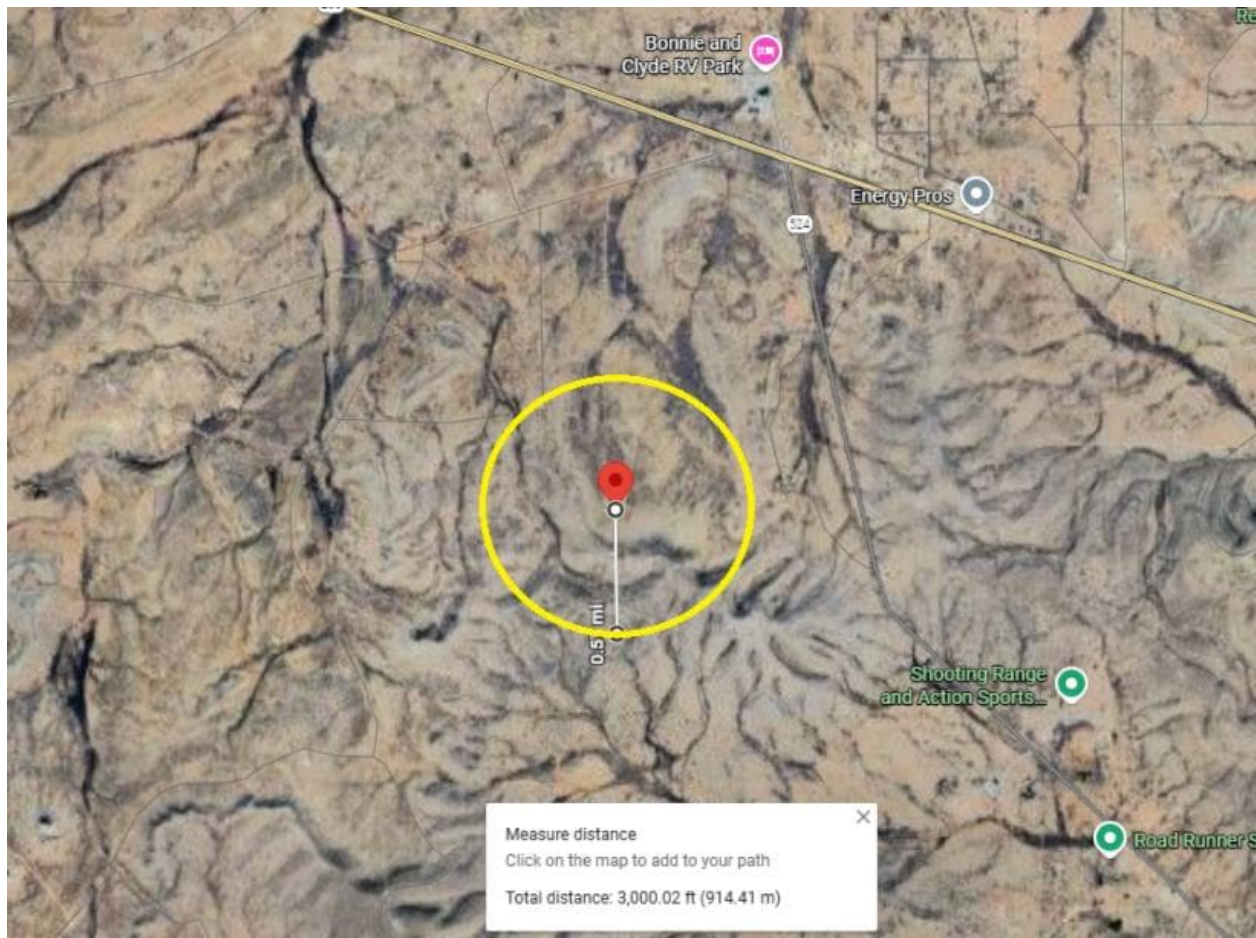 Bonnie and
Clyde RV Park
Energy Pros
524
0.57 mi
Shooting Range
and Action Sports...
Road Runner S
Measure distance
Click on the map to add to your path
Total distance: 3,000.02 ft (914.41 m)